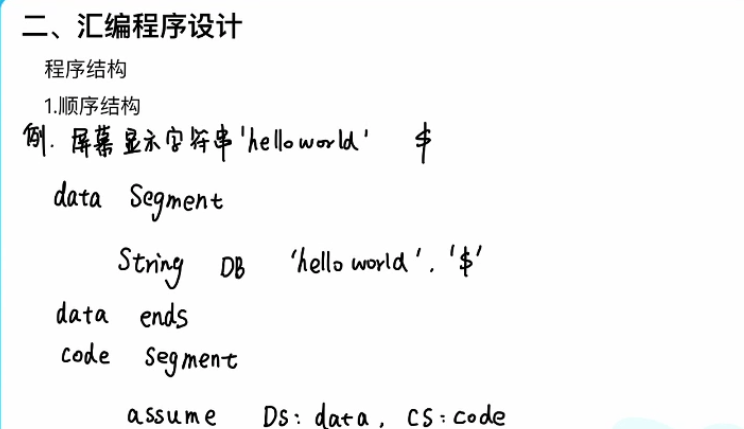 二、汇编程序设计
程序结构
1.顺序结构
例. 屏幕显示字符串'hello world' $
data Segment
String DB 'hello world', '$'
data ends
code Segment
assume DS: data, CS: code